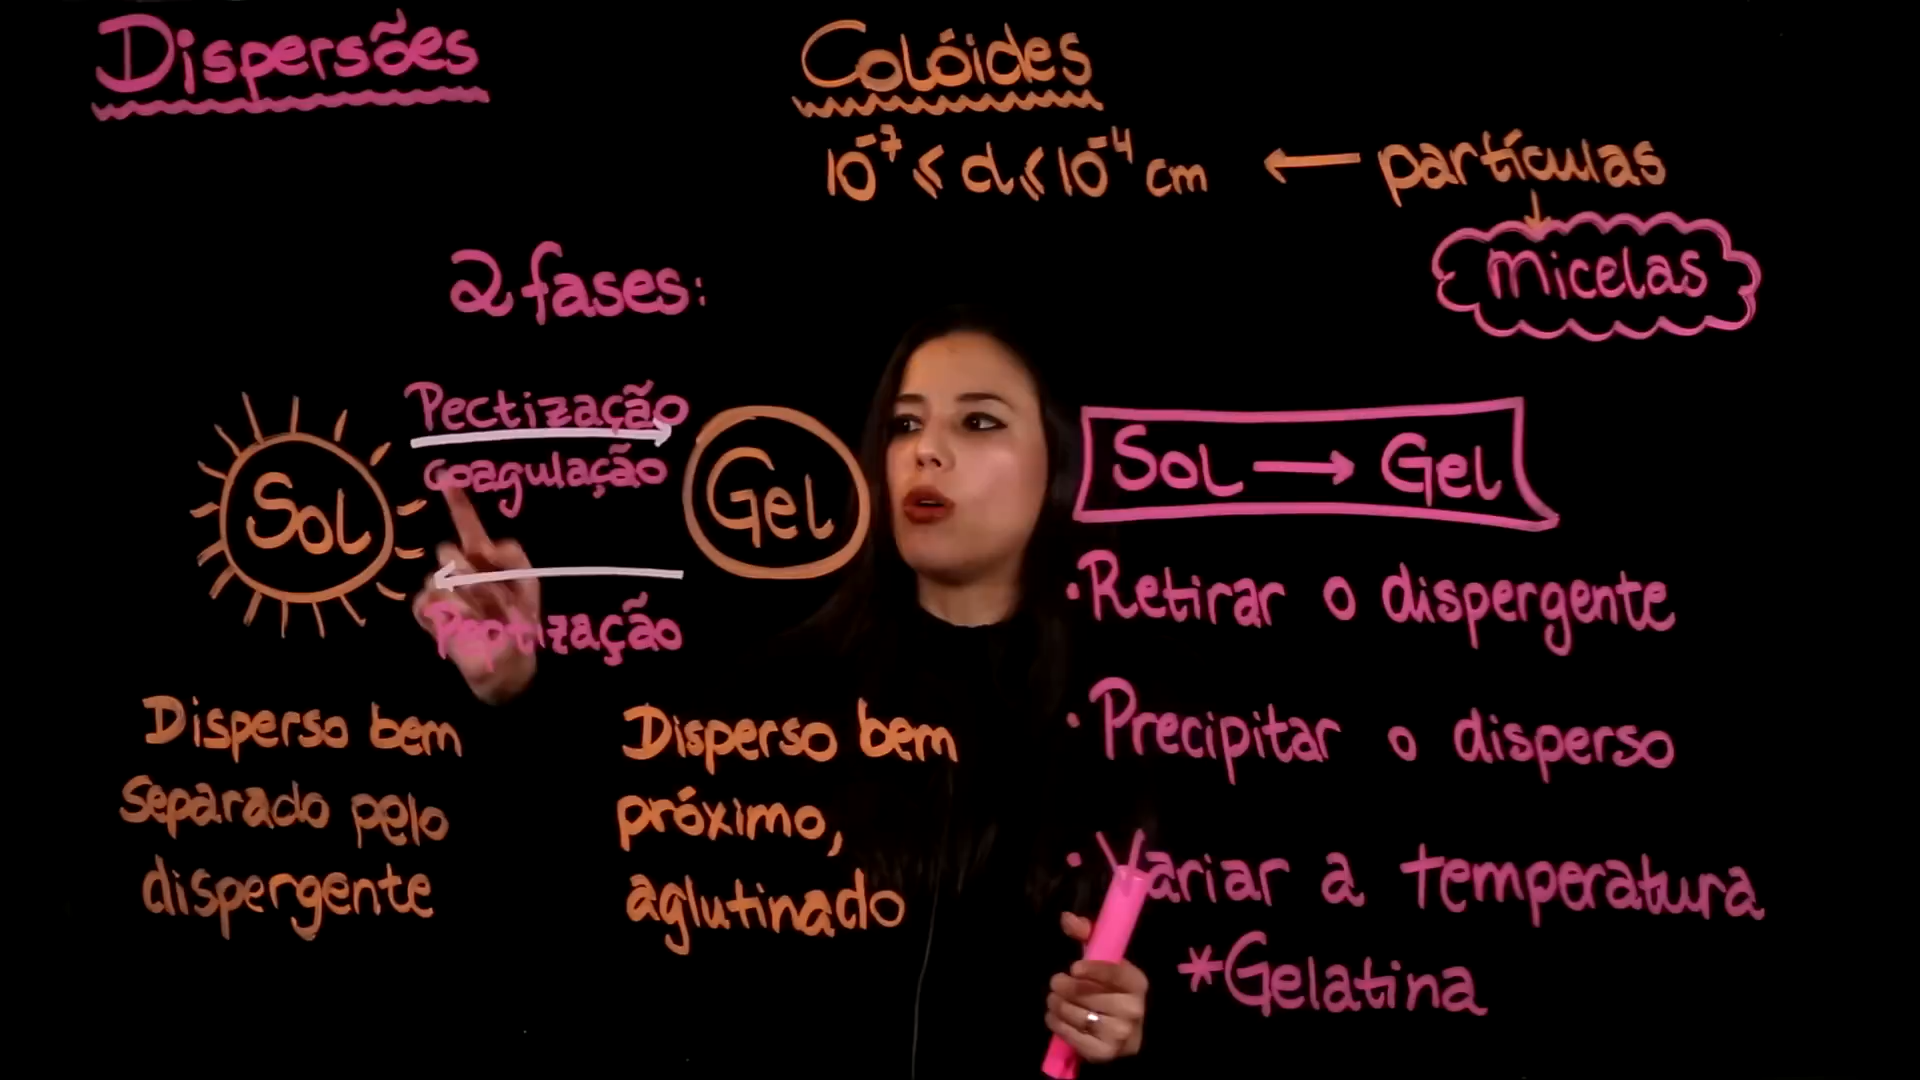 Dispersões
Colóides
10⁻⁷ ⩽ d ⩽ 10⁻⁴ cm ← partículas
micelas
2 fases:
Pectização
coagulação
Sol
Gel
Peptização
Disperso bem
separado pelo
dispergente
Disperso bem
próximo,
aglutinado
Sol → Gel
• Retirar o dispergente
• Precipitar o disperso
• Variar a temperatura
*Gelatina